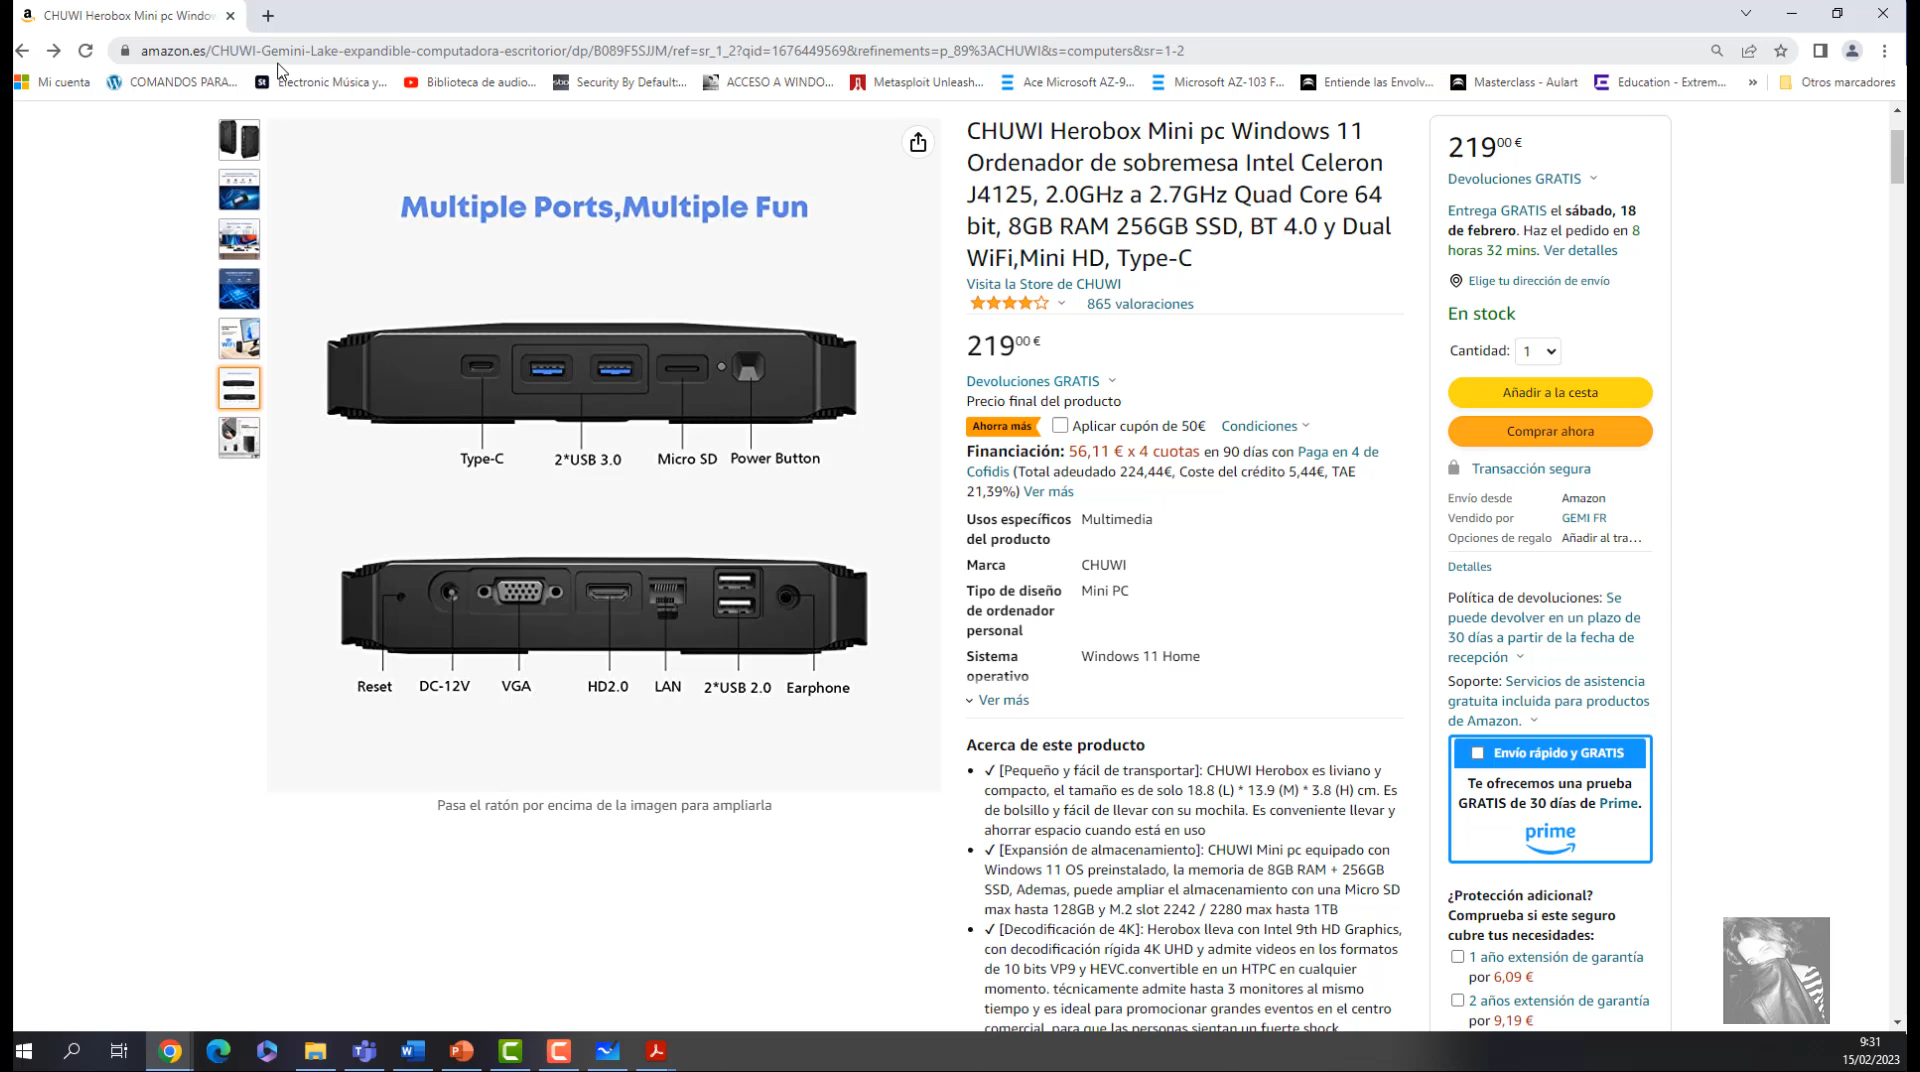 CHUWI Herobox Mini pc Windo
amazon.es/CHUWI-Gemini-Lake-expandible-computadora-escritorio/dp/B089F5SJJM/ref=sr_1_2?qid=1676449569&refinements=p_89%3ACHUWI&s=computers&sr=1-2
Mi cuenta
COMANDOS PARA...
Electronic Música y...
Biblioteca de audio...
Security By Default:...
ACCESO A WINDO...
Metasploit Unleash...
Ace Microsoft AZ-9...
Microsoft AZ-103 F...
Entiende las Envolv...
Masterclass - Aulart
Education - Extrem...
Otros marcadores
Multiple Ports,Multiple Fun
Type-C
2*USB 3.0
Micro SD
Power Button
Reset
DC-12V
VGA
HD2.0
LAN
2*USB 2.0
Earphone
Pasa el ratón por encima de la imagen para ampliarla
CHUWI Herobox Mini pc Windows 11
Ordenador de sobremesa Intel Celeron
J4125, 2.0GHz a 2.7GHz Quad Core 64
bit, 8GB RAM 256GB SSD, BT 4.0 y Dual
WiFi,Mini HD, Type-C
Visita la Store de CHUWI
865 valoraciones
219,00 €
Devoluciones GRATIS
Precio final del producto
Ahorra más
Aplicar cupón de 50€
Condiciones
Financiación: 56,11 € x 4 cuotas en 90 días con Paga en 4 de
Cofidis (Total adeudado 224,44€, Coste del crédito 5,44€, TAE
21,39%) Ver más
Usos específicos
del producto
Multimedia
Marca
CHUWI
Tipo de diseño
de ordenador
personal
Mini PC
Sistema
operativo
Windows 11 Home
Ver más
Acerca de este producto
• ✓ [Pequeño y fácil de transportar]: CHUWI Herobox es liviano y
compacto, el tamaño es de solo 18.8 (L) * 13.9 (M) * 3.8 (H) cm. Es
de bolsillo y fácil de llevar con su mochila. Es conveniente llevar y
ahorrar espacio cuando está en uso
• ✓ [Expansión de almacenamiento]: CHUWI Mini pc equipado con
Windows 11 OS preinstalado, la memoria de 8GB RAM + 256GB
SSD, Ademas, puede ampliar el almacenamiento con una Micro SD
max hasta 128GB y M.2 slot 2242 / 2280 max hasta 1TB
• ✓ [Decodificación de 4K]: Herobox lleva con Intel 9th HD Graphics,
con decodificación rígida 4K UHD y admite videos en los formatos
de 10 bits VP9 y HEVC.convertible en un HTPC en cualquier
momento. técnicamente admite hasta 3 monitores al mismo
tiempo y es ideal para promocionar grandes eventos en el centro
comercial, para que las personas sientan un fuerte shock
219 00 €
Devoluciones GRATIS
Entrega GRATIS el sábado, 18
de febrero. Haz el pedido en 8
horas 32 mins. Ver detalles
Elige tu dirección de envío
En stock
Cantidad: 1
Añadir a la cesta
Comprar ahora
Transacción segura
Envío desde Amazon
Vendido por GEMI FR
Opciones de regalo Añadir al tra...
Detalles
Política de devoluciones: Se
puede devolver en un plazo de
30 días a partir de la fecha de
recepción
Soporte: Servicios de asistencia
gratuita incluida para productos
de Amazon.
Envío rápido y GRATIS
Te ofrecemos una prueba
GRATIS de 30 días de Prime.
prime
¿Protección adicional?
Comprueba si este seguro
cubre tus necesidades:
1 año extensión de garantía
por 6,09 €
2 años extensión de garantía
por 9,19 €
9:31
15/02/2023